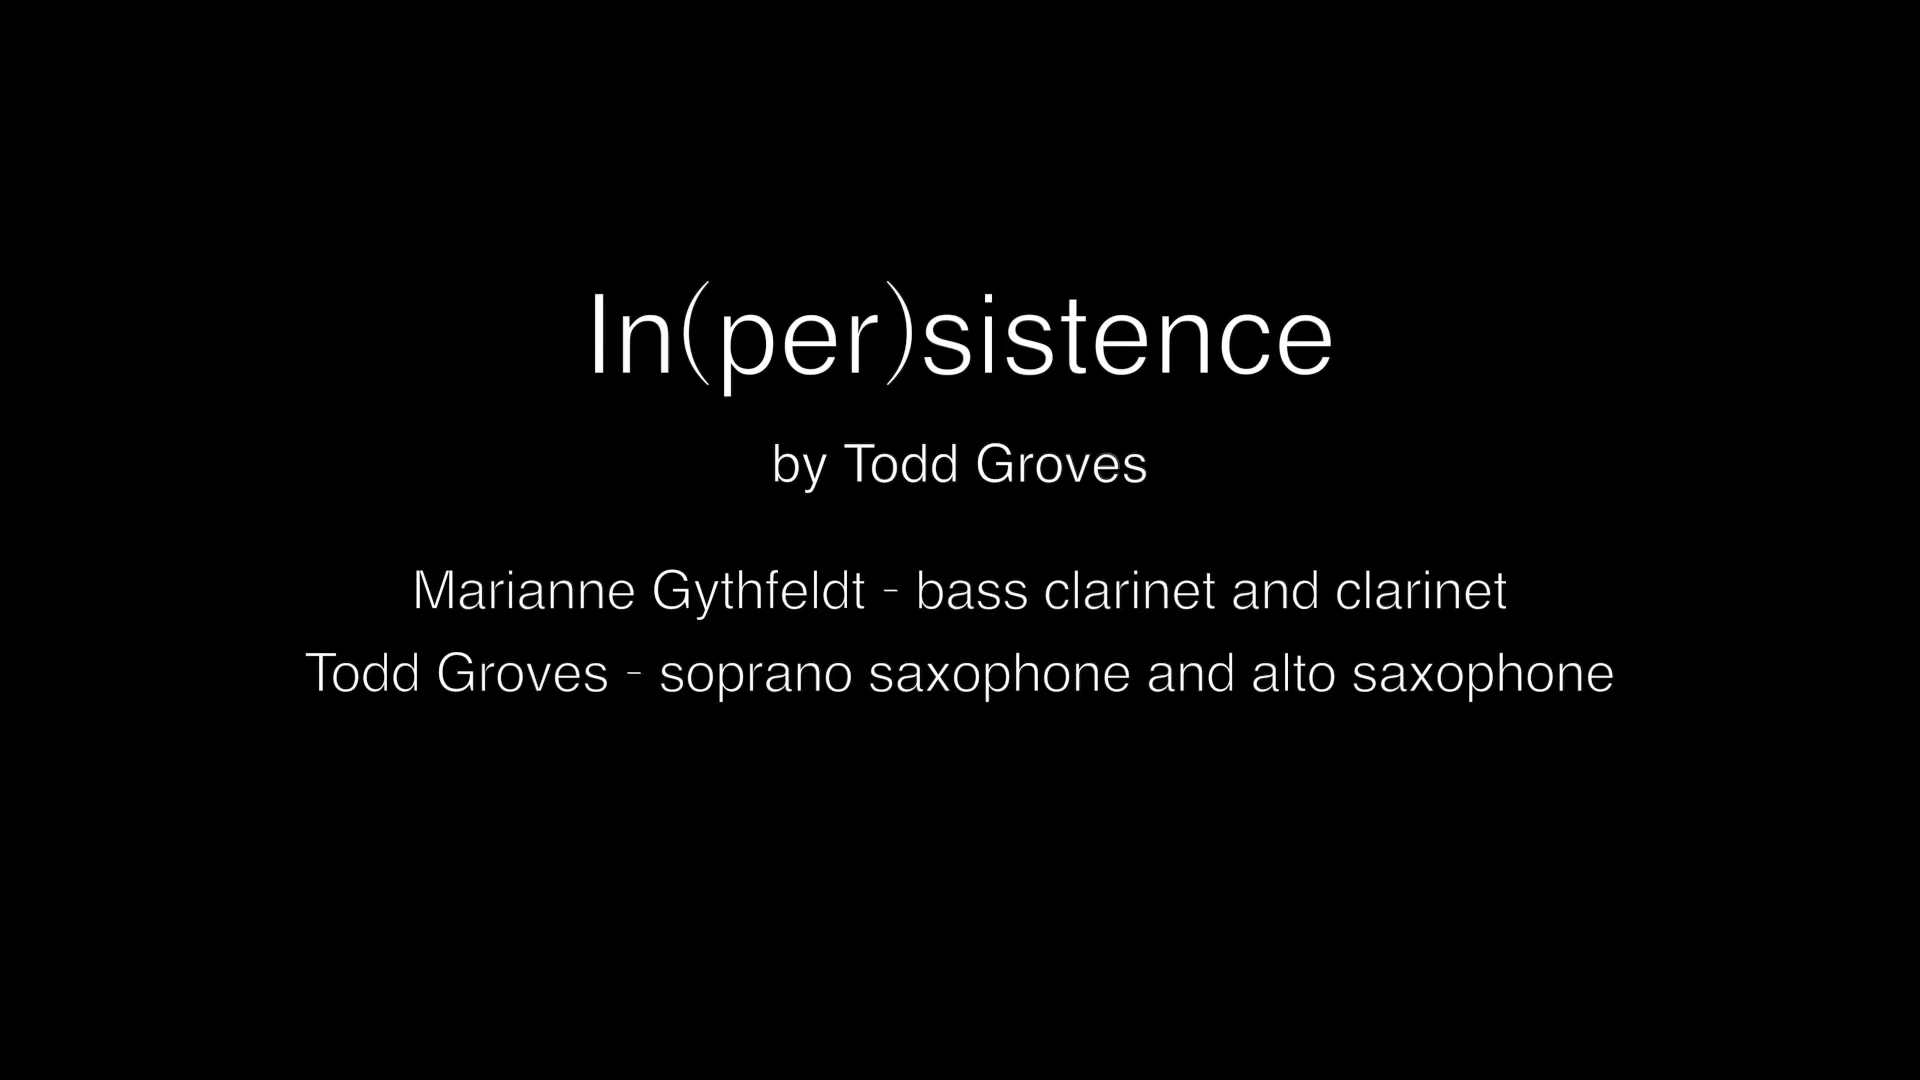 In(per)sistence
by Todd Groves
Marianne Gythfeldt - bass clarinet and clarinet
Todd Groves - soprano saxophone and alto saxophone